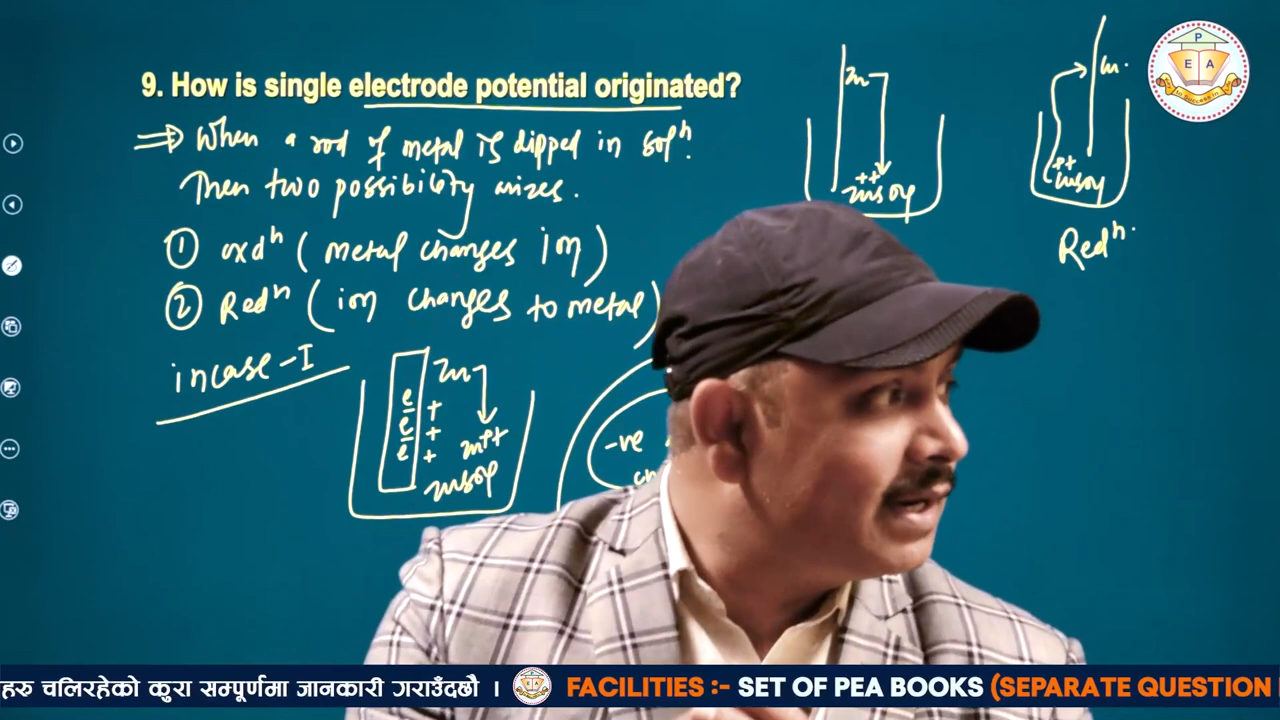 9. How is single electrode potential originated?
⇒ When a rod of metal is dipped in solⁿ.
Then two possibility arizes.
① oxdⁿ (metal changes ion)
② Redⁿ (ion changes to metal)
incase-I
Zn
e e e
+ + +
Zn++
ZnSO4
-ve
Zn
++
ZnSO4
Cu.
++
CuSO4
Redⁿ.
P
E A
हरु चलिरहेको कुरा सम्पूर्णमा जानकारी गराउँदछौ ।
FACILITIES :- SET OF PEA BOOKS (SEPARATE QUESTION